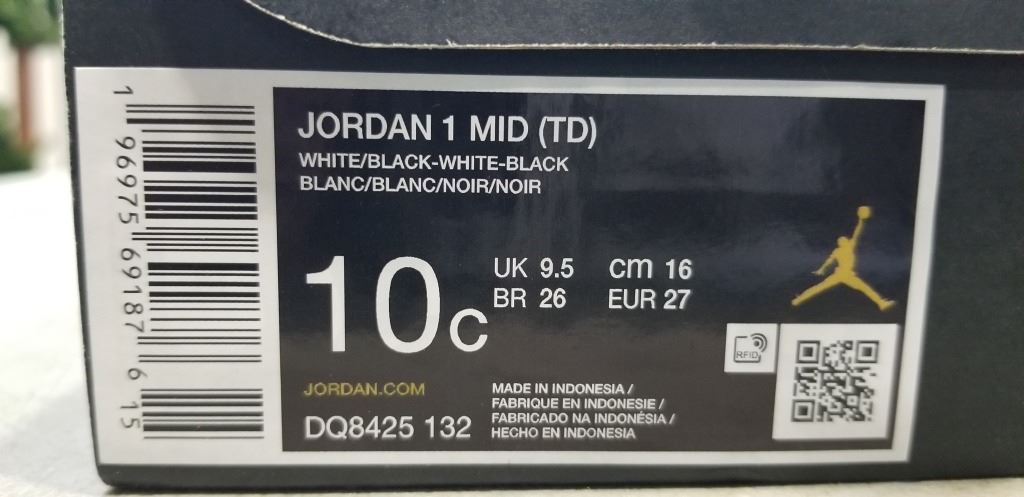 JORDAN 1 MID (TD)
WHITE/BLACK-WHITE-BLACK
BLANC/BLANC/NOIR/NOIR
10c
UK 9.5 cm 16
BR 26 EUR 27
RFID
JORDAN.COM
DQ8425 132
MADE IN INDONESIA /
FABRIQUE EN INDONESIE /
FABRICADO NA INDONÉSIA /
HECHO EN INDONESIA
1 96975 69187 6 15